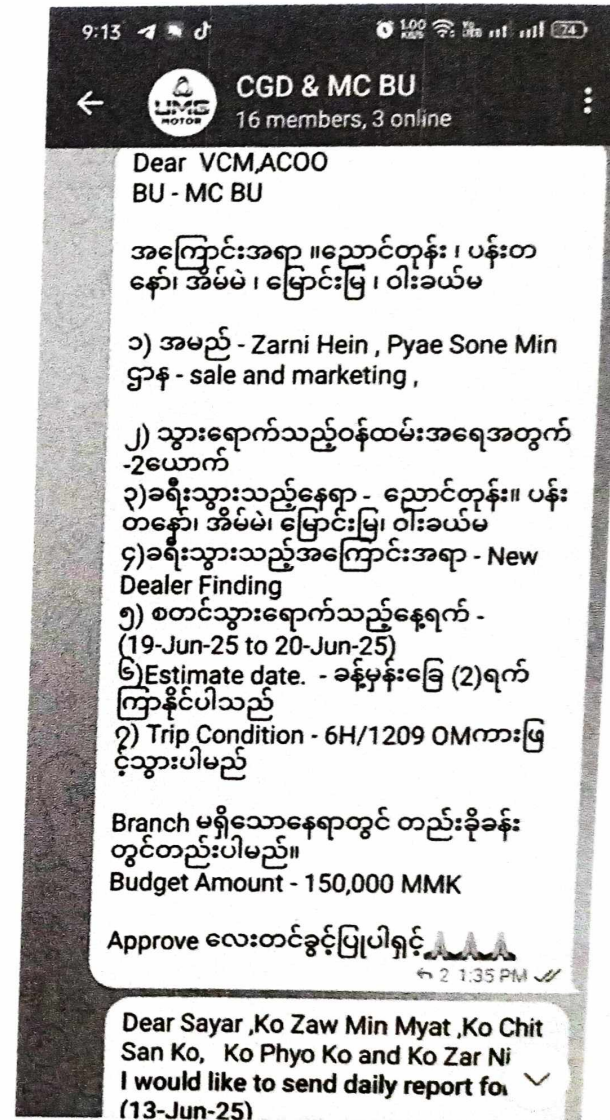 9:13
1.00 KB/S
74
UMG
MOTOR
CGD & MC BU
16 members, 3 online
Dear VCM,ACOO
BU - MC BU
အကြောင်းအရာ ။ညောင်တုန်း ၊ ပန်းတ
နော်၊ အိမ်မဲ ၊ မြောင်းမြ ၊ ဝါးခယ်မ
၁) အမည် - Zarni Hein , Pyae Sone Min
ဌာန - sale and marketing ,
၂) သွားရောက်သည့်ဝန်ထမ်းအရေအတွက်
-2ယောက်
၃)ခရီးသွားသည့်နေရာ - ညောင်တုန်း။ ပန်း
တနော်၊ အိမ်မဲ၊ မြောင်းမြ၊ ဝါးခယ်မ
၄)ခရီးသွားသည့်အကြောင်းအရာ - New
Dealer Finding
၅) စတင်သွားရောက်သည့်နေ့ရက် -
(19-Jun-25 to 20-Jun-25)
၆)Estimate date. - ခန့်မှန်းခြေ (2)ရက်
ကြာနိုင်ပါသည်
၇) Trip Condition - 6H/1209 OMကားဖြ
င့်သွားပါမည်
Branch မရှိသောနေရာတွင် တည်းခိုခန်း
တွင်တည်းပါမည်။
Budget Amount - 150,000 MMK
Approve လေးတင်ခွင့်ပြုပါရှင့်🙏🙏🙏
2 1:35 PM
Dear Sayar ,Ko Zaw Min Myat ,Ko Chit
San Ko, Ko Phyo Ko and Ko Zar Ni
I would like to send daily report for
(13-Jun-25)